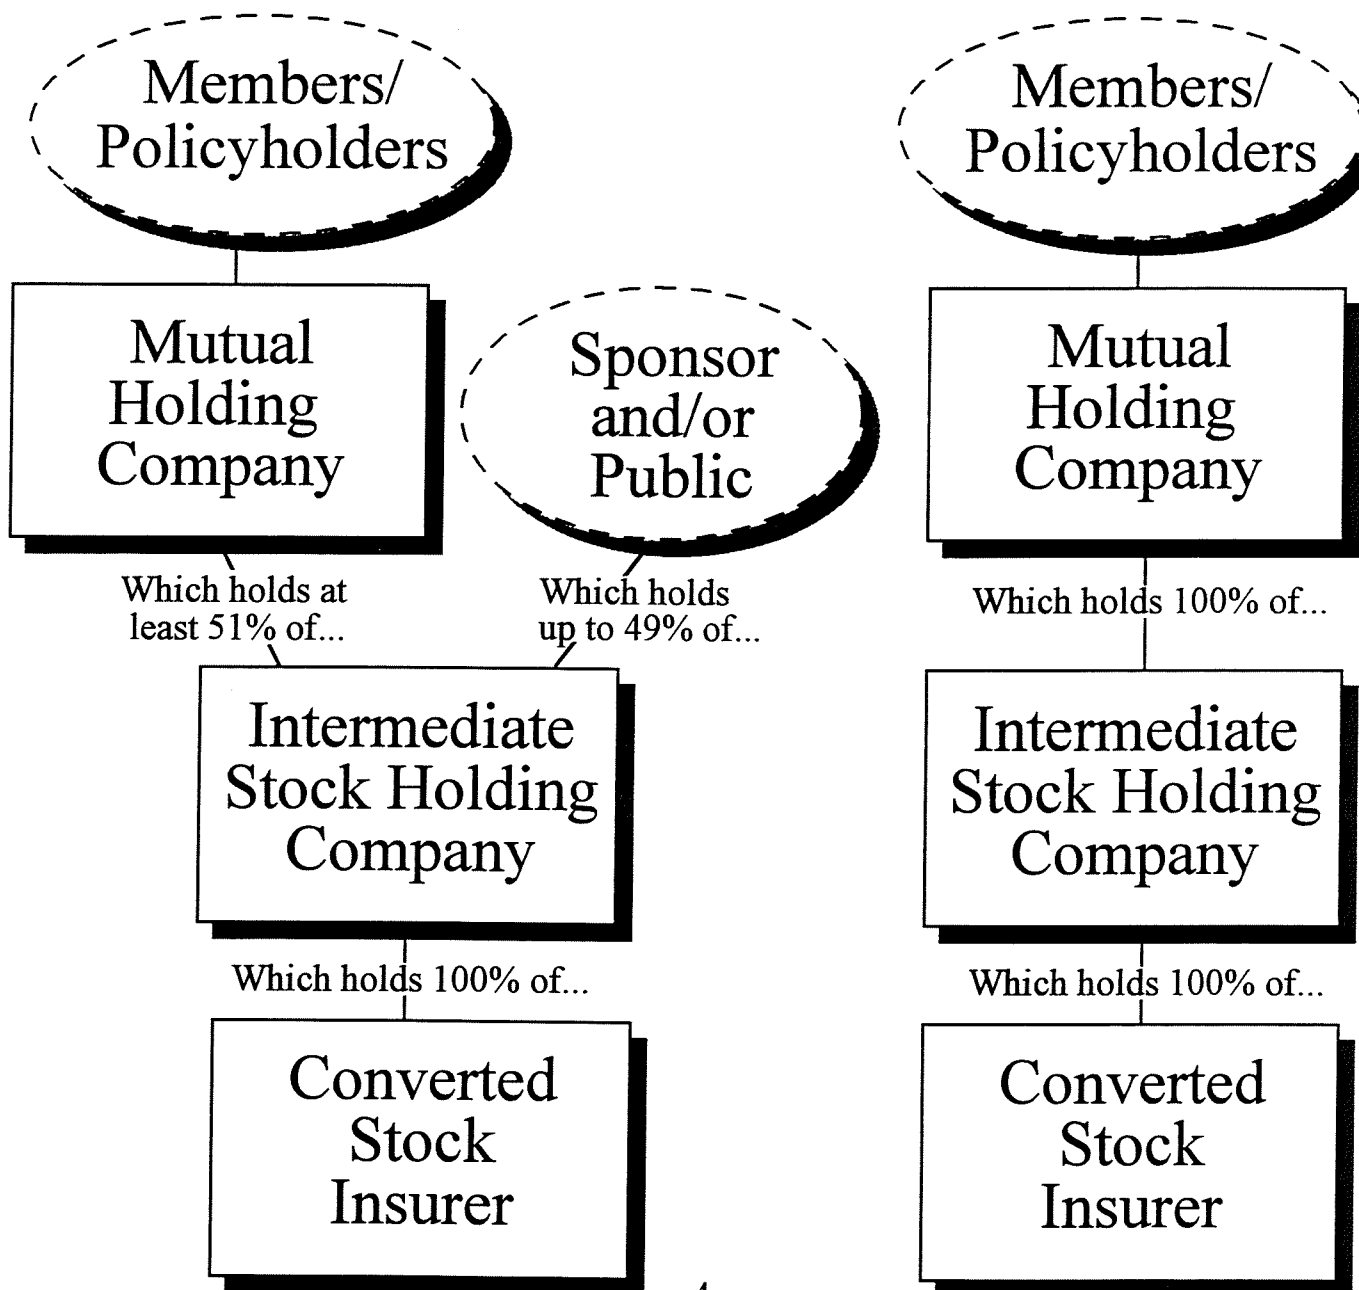 Members/
Policyholders
Mutual
Holding
Company
Sponsor
and/or
Public
Which holds at
least 51% of...
Which holds
up to 49% of...
Intermediate
Stock Holding
Company
Which holds 100% of...
Converted
Stock
Insurer
Members/
Policyholders
Mutual
Holding
Company
Which holds 100% of...
Intermediate
Stock Holding
Company
Which holds 100% of...
Converted
Stock
Insurer